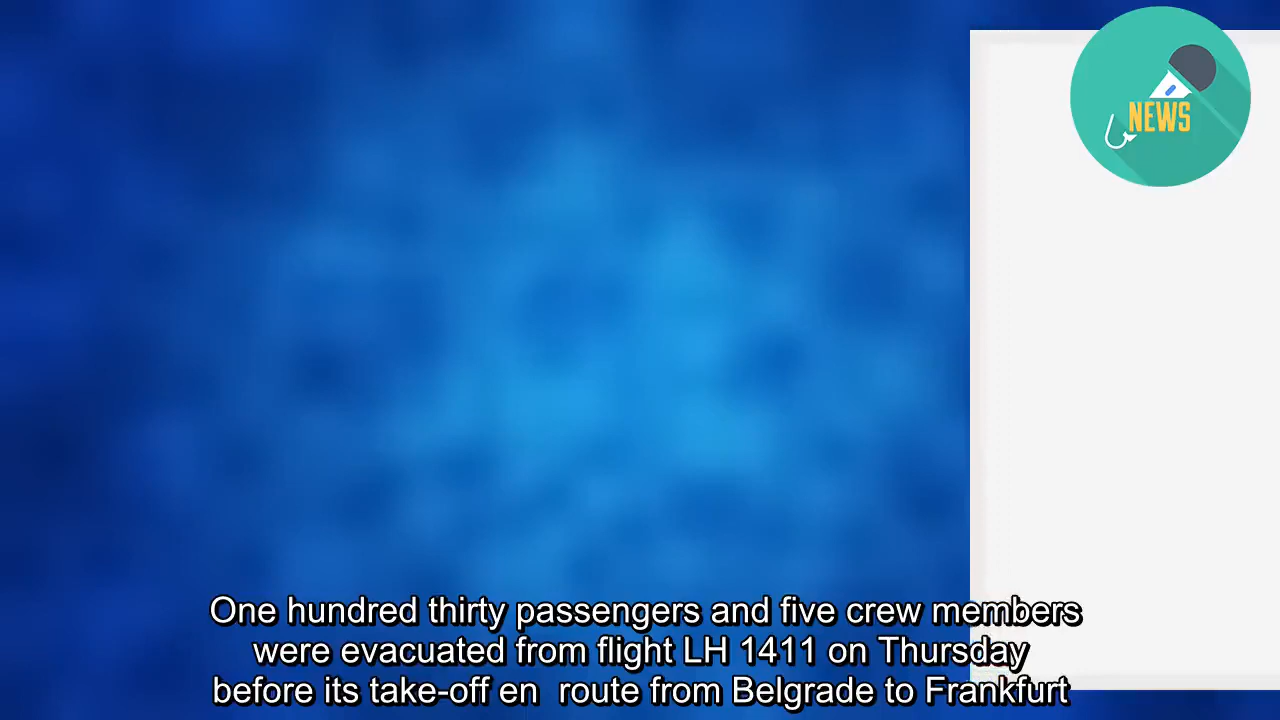 NEWS
One hundred thirty passengers and five crew members
were evacuated from flight LH 1411 on Thursday
before its take-off en  route from Belgrade to Frankfurt